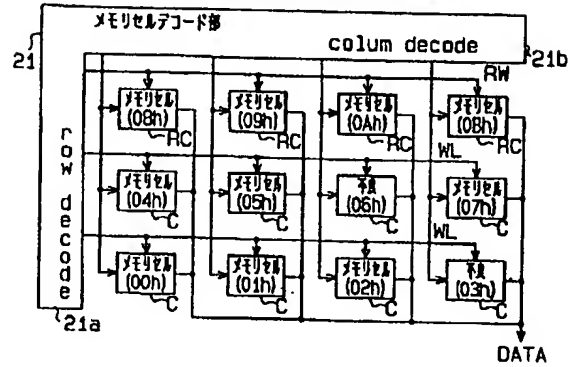 メモリセルデコード部
21
colum decode
21b
RW
メモリセル メモリセル メモリセル メモリセル
(08h) (09h) (0Ah) (0Bh)
RC RC RC RC
row decode
WL
メモリセル メモリセル 不良 メモリセル
(04h) (05h) (06h) (07h)
C C C C
WL
メモリセル メモリセル メモリセル 不良
(00h) (01h) (02h) (03h)
C C C C
21a
DATA